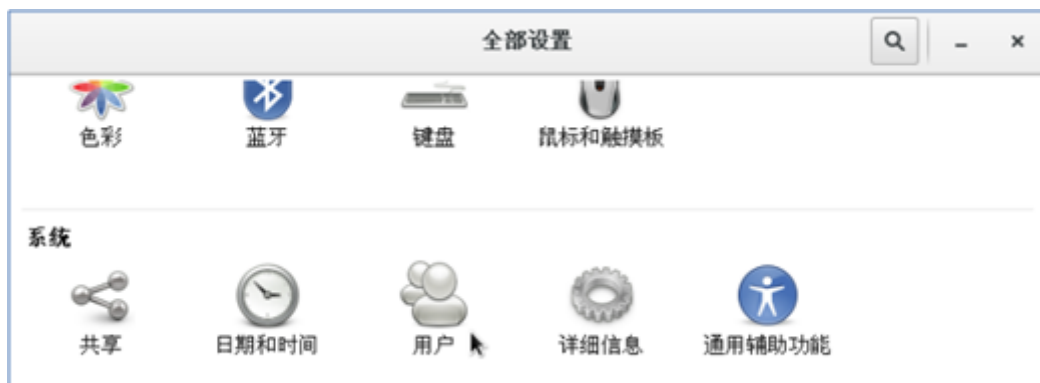 全部设置
色彩 蓝牙 键盘 鼠标和触摸板
系统
共享 日期和时间 用户 详细信息 通用辅助功能